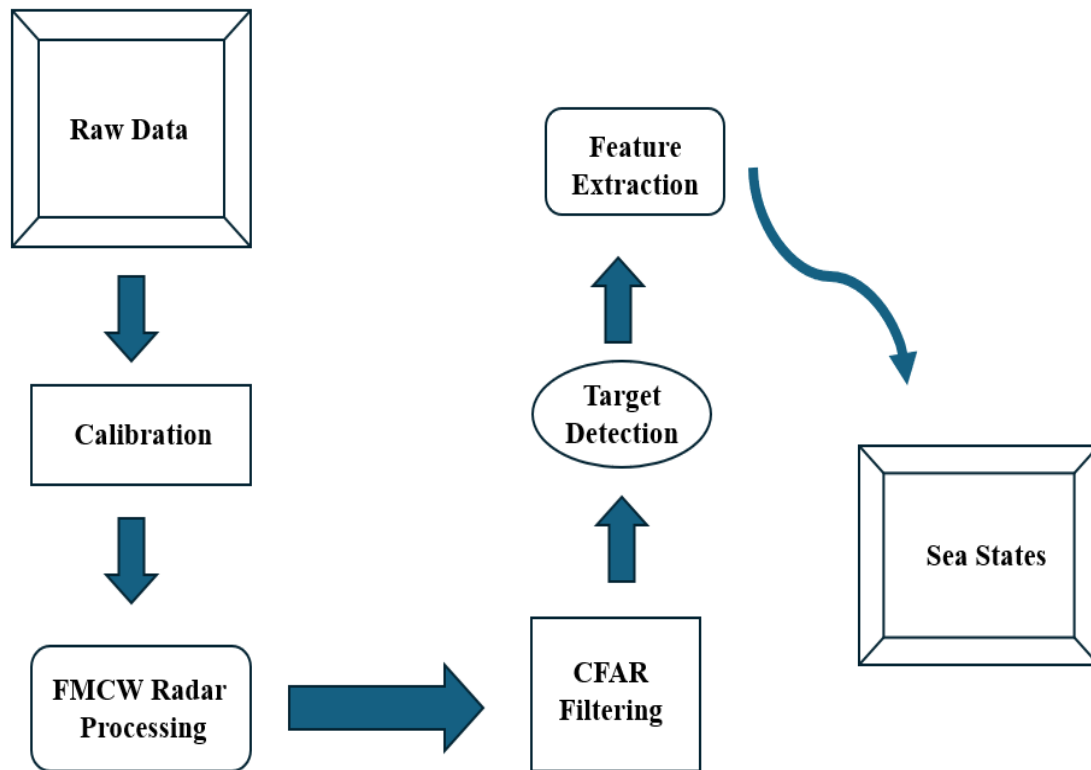 Raw Data
Calibration
FMCW Radar
Processing
CFAR
Filtering
Target
Detection
Feature
Extraction
Sea States